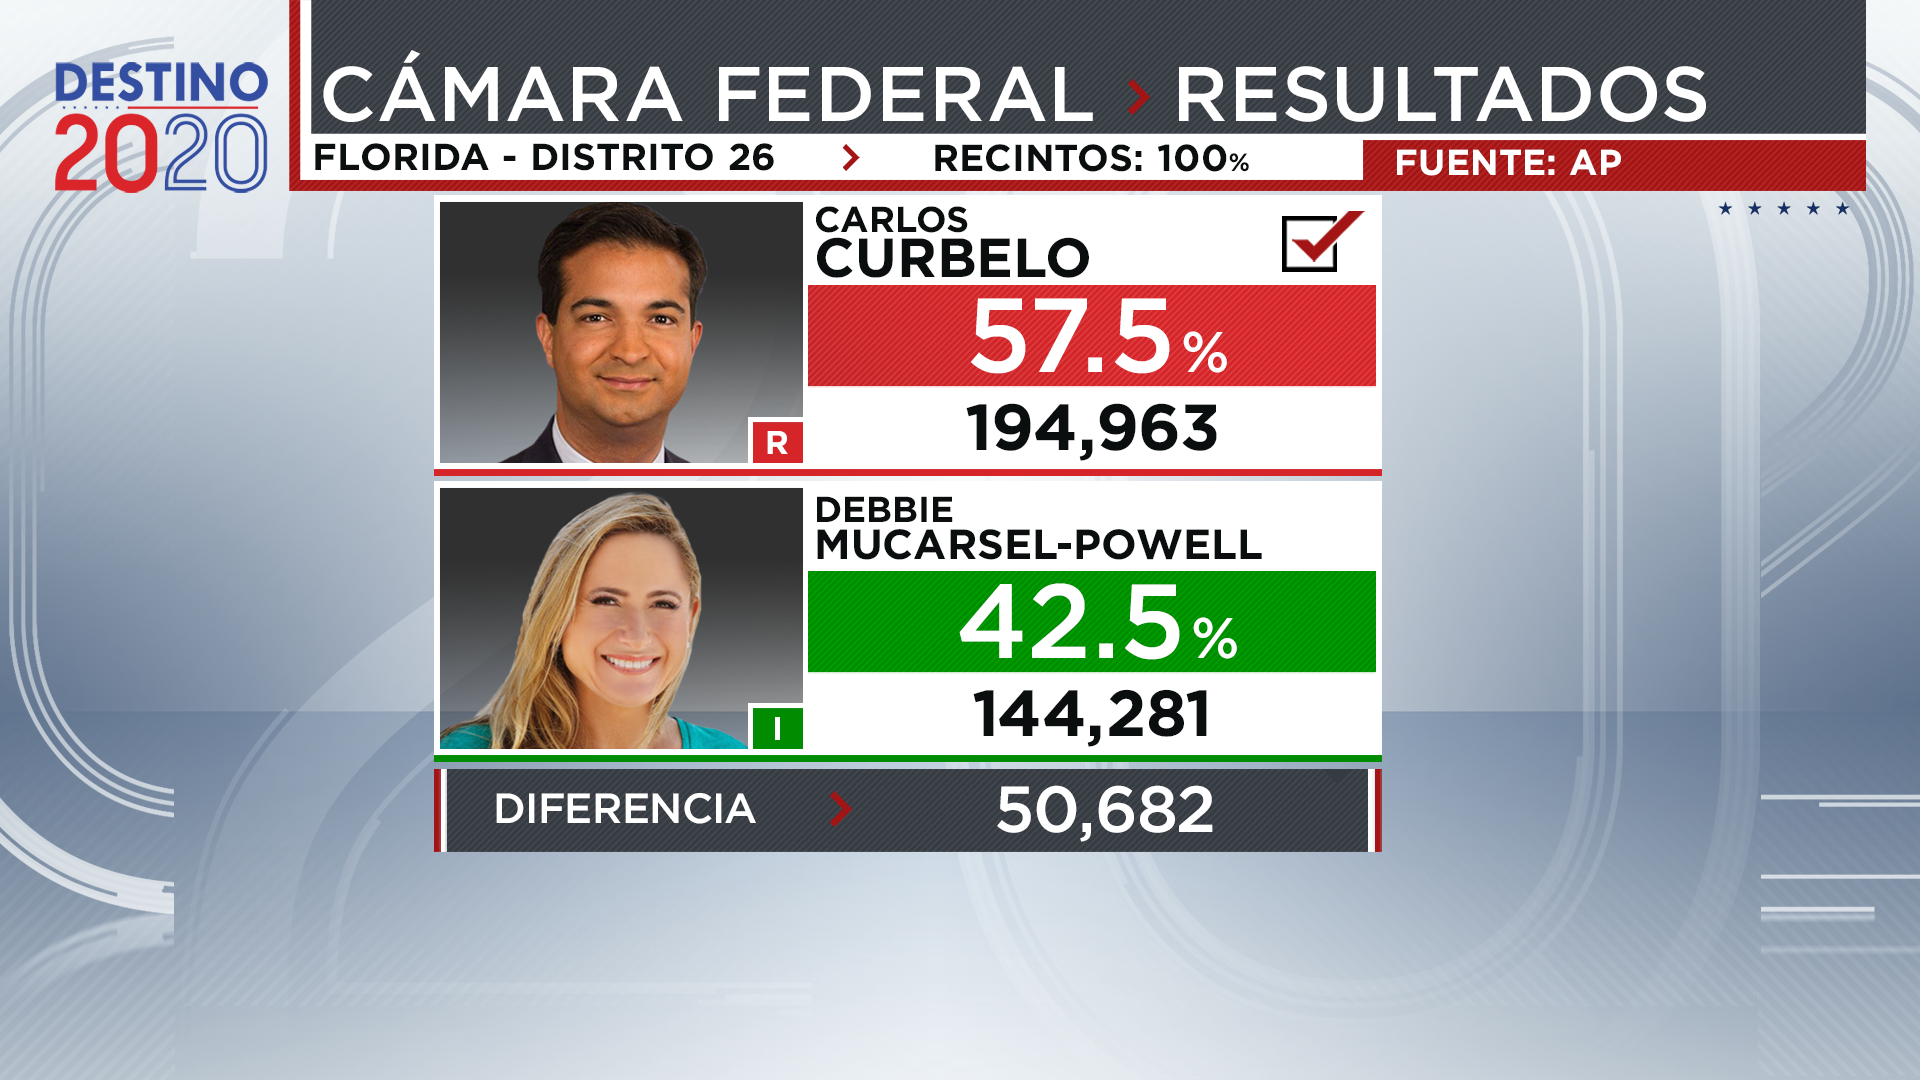 DESTINO
2020
CÁMARA FEDERAL > RESULTADOS
FLORIDA - DISTRITO 26 > RECINTOS: 100%
FUENTE: AP
CARLOS
CURBELO
57.5%
194,963
R
DEBBIE
MUCARSEL-POWELL
42.5%
144,281
I
DIFERENCIA > 50,682